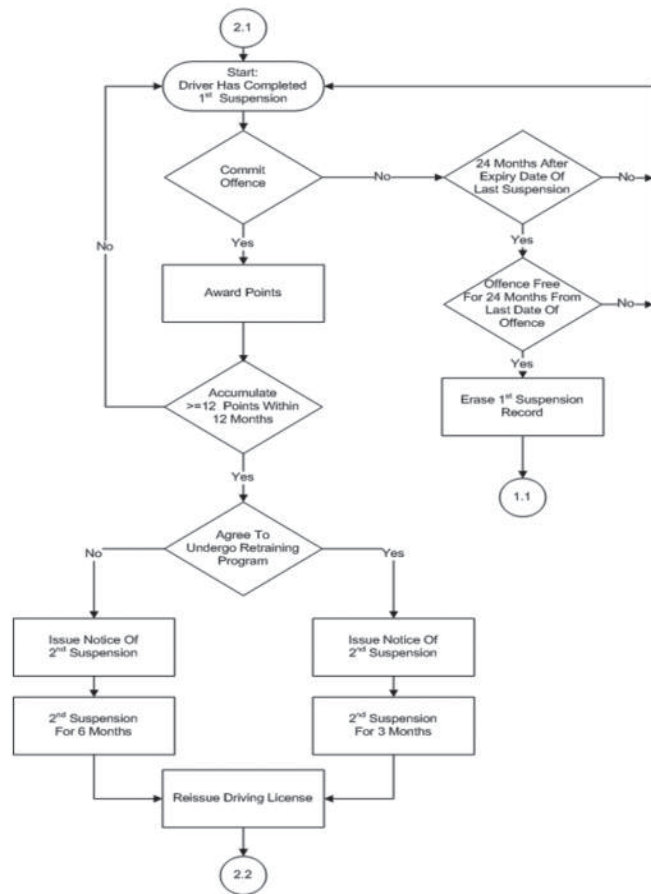 2.1
Start:
Driver Has Completed
1st Suspension
Commit
Offence
No
24 Months After
Expiry Date Of
Last Suspension
No
Yes
Yes
No
Award Points
Offence Free
For 24 Months From
Last Date Of
Offence
No
Yes
Accumulate
>=12 Points Within
12 Months
Erase 1st Suspension
Record
Yes
1.1
Agree To
Undergo Retraining
Program
No
Yes
Issue Notice Of
2nd Suspension
Issue Notice Of
2nd Suspension
2nd Suspension
For 6 Months
2nd Suspension
For 3 Months
Reissue Driving License
2.2